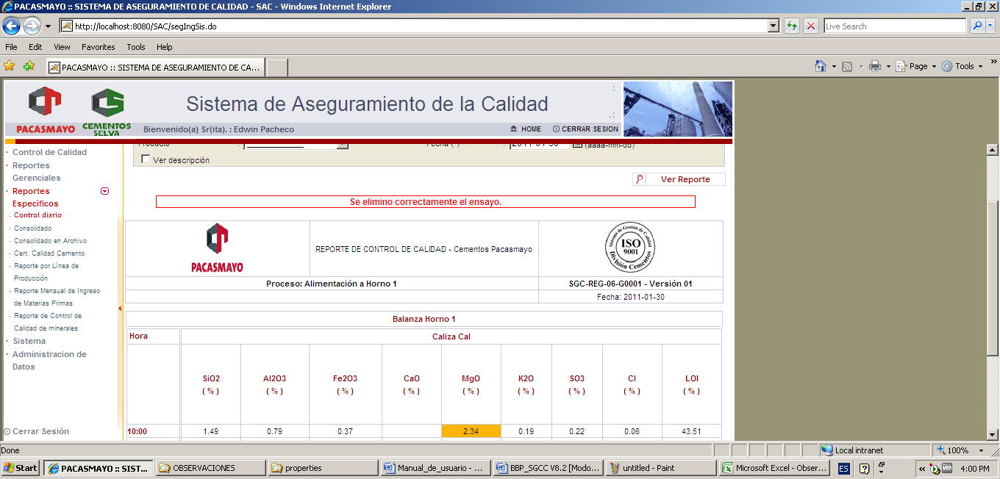 PACASMAYO :: SISTEMA DE ASEGURAMIENTO DE CALIDAD - SAC - Windows Internet Explorer
http://localhost:8080/SAC/segIngSis.do
Live Search
File Edit View Favorites Tools Help
PACASMAYO :: SISTEMA DE ASEGURAMIENTO DE CA...
Page Tools »
PACASMAYO
CEMENTOS SELVA
Sistema de Aseguramiento de la Calidad
Bienvenido(a) Sr(ita). : Edwin Pacheco
HOME CERRAR SESION
Control de Calidad
Reportes
Gerenciales
Reportes
Específicos
Control diario
Consolidado
Consolidado en Archivo
Cert. Calidad Cemento
Reporte por Línea de
Producción
Reporte Mensual de Ingreso
de Materias Primas
Reporte de Control de
Calidad de minerales
Sistema
Administracion de
Datos
Cerrar Sesión
Producto : Fecha (*) : 2011-01-30 (aaaa-mm-dd)
Ver descripción
Ver Reporte
Se elimino correctamente el ensayo.
PACASMAYO
REPORTE DE CONTROL DE CALIDAD - Cementos Pacasmayo
Sistema de Gestión de Calidad
ISO
9001
División Cementos
Proceso: Alimentación a Horno 1
SGC-REG-06-G0001 - Versión 01
Fecha: 2011-01-30
Balanza Horno 1
Hora Caliza Cal
SiO2 Al2O3 Fe2O3 CaO MgO K2O SO3 Cl LOI
( % ) ( % ) ( % ) ( % ) ( % ) ( % ) ( % ) ( % ) ( % )
10:00 1.49 0.79 0.37 2.34 0.19 0.22 0.06 43.51
Done Local intranet 100%
Start PACASMAYO :: SIST... OBSERVACIONES properties Manual_de_usuario - ... BBP_SGCC V8.2 [Modo... untitled - Paint Microsoft Excel - Obser... ES « 4:00 PM